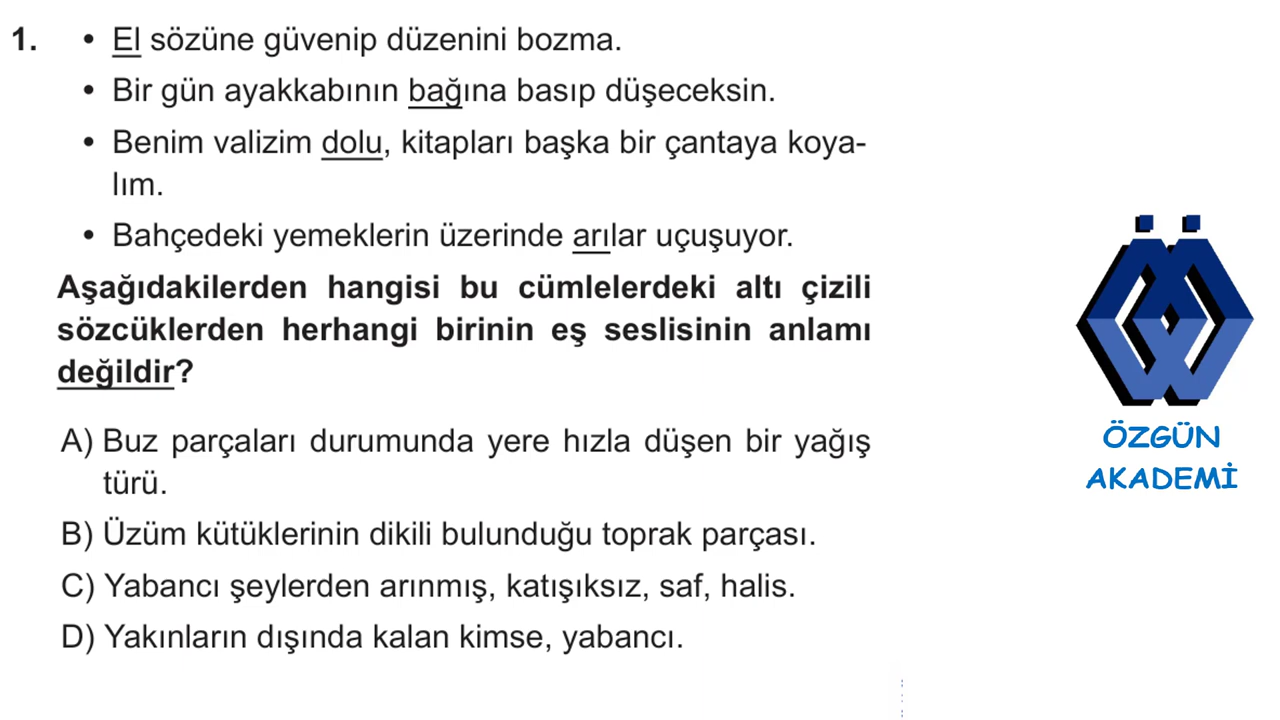 1. • El sözüne güvenip düzenini bozma.
• Bir gün ayakkabının bağına basıp düşeceksin.
• Benim valizim dolu, kitapları başka bir çantaya koya-
lım.
• Bahçedeki yemeklerin üzerinde arılar uçuşuyor.
Aşağıdakilerden hangisi bu cümlelerdeki altı çizili
sözcüklerden herhangi birinin eş seslisinin anlamı
değildir?
A) Buz parçaları durumunda yere hızla düşen bir yağış
türü.
B) Üzüm kütüklerinin dikili bulunduğu toprak parçası.
C) Yabancı şeylerden arınmış, katışıksız, saf, halis.
D) Yakınların dışında kalan kimse, yabancı.
ÖZGÜN
AKADEMİ